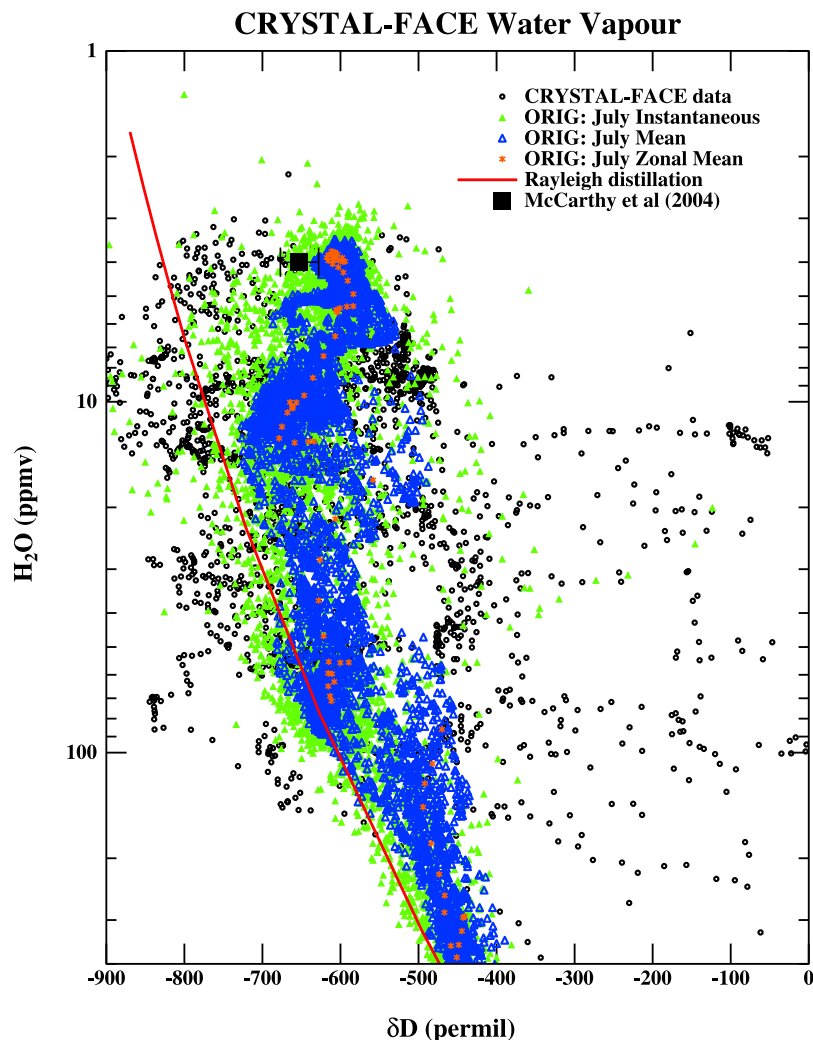 CRYSTAL-FACE Water Vapour
1
CRYSTAL-FACE data
ORIG: July Instantaneous
ORIG: July Mean
ORIG: July Zonal Mean
Rayleigh distillation
McCarthy et al (2004)
10
H₂O (ppmv)
100
-900 -800 -700 -600 -500 -400 -300 -200 -100 0
δD (permil)